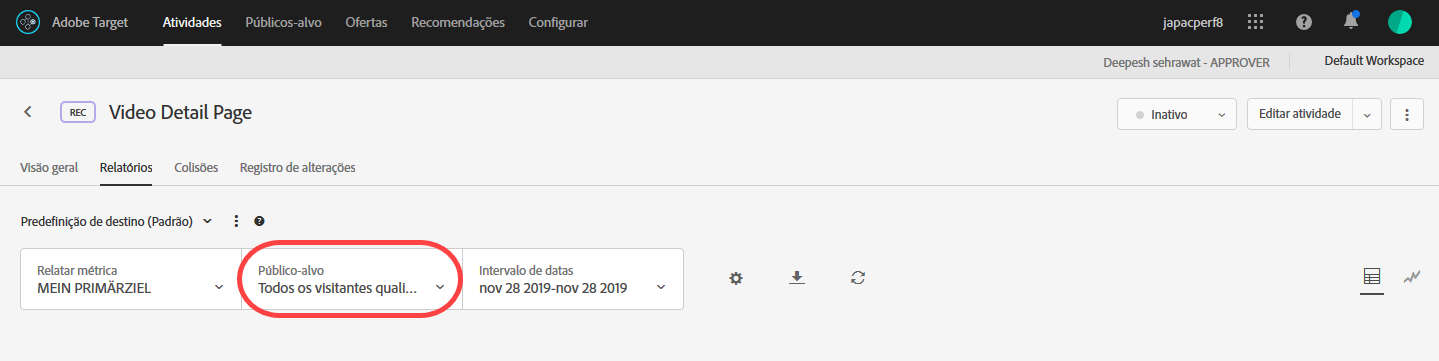 Adobe Target Atividades Públicos-alvo Ofertas Recomendações Configurar japacperf8
Deepesh sehrawat - APPROVER Default Workspace
REC Video Detail Page Inativo Editar atividade
Visão geral Relatórios Colisões Registro de alterações
Predefinição de destino (Padrão)
Relatar métrica Público-alvo Intervalo de datas
MEIN PRIMÄRZIEL Todos os visitantes quali... nov 28 2019-nov 28 2019